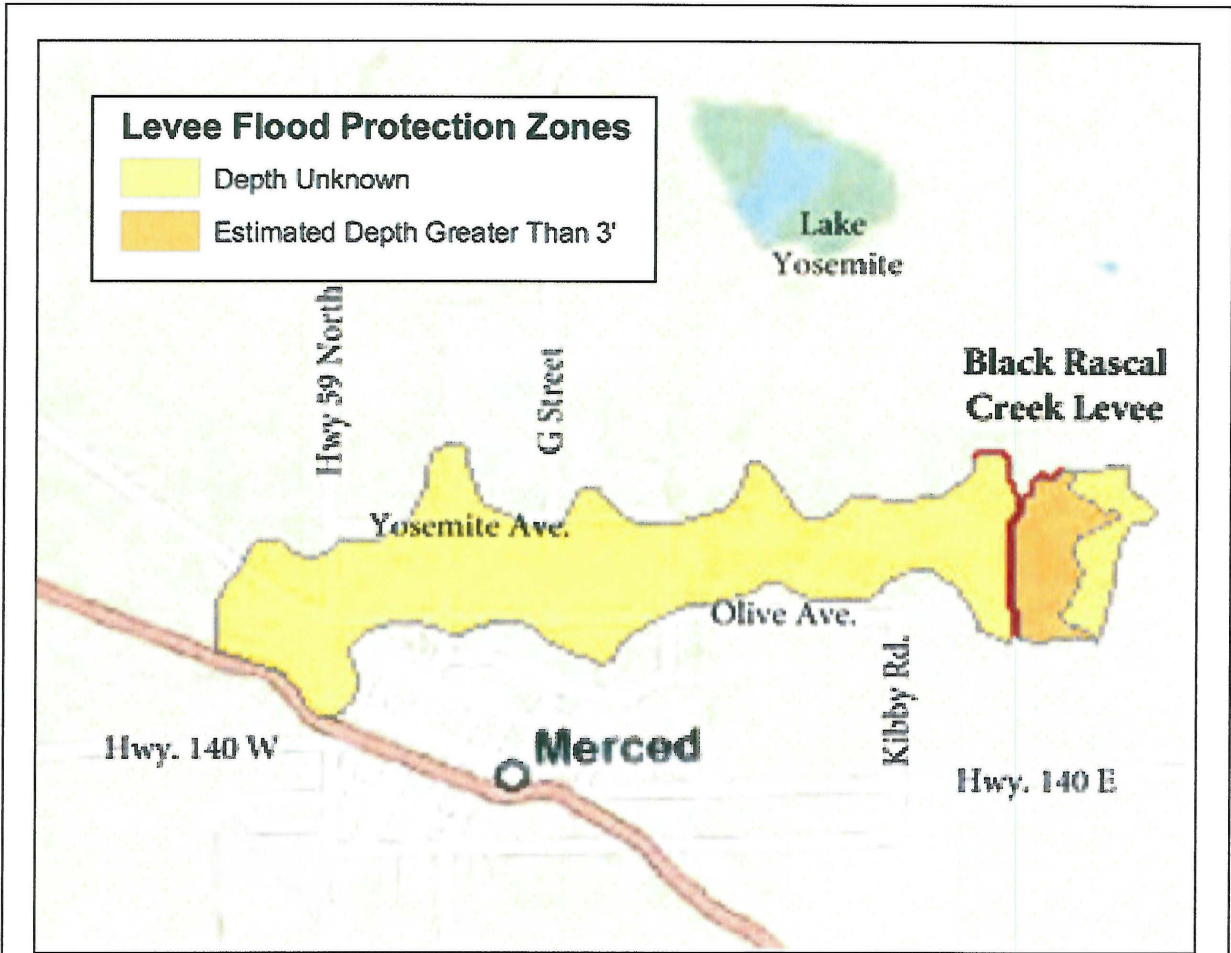 Levee Flood Protection Zones
Depth Unknown
Estimated Depth Greater Than 3'
Lake
Yosemite
Hwy 59 North
G Street
Black Rascal
Creek Levee
Yosemite Ave.
Olive Ave.
Kibby Rd.
Hwy. 140 W
Merced
Hwy. 140 E